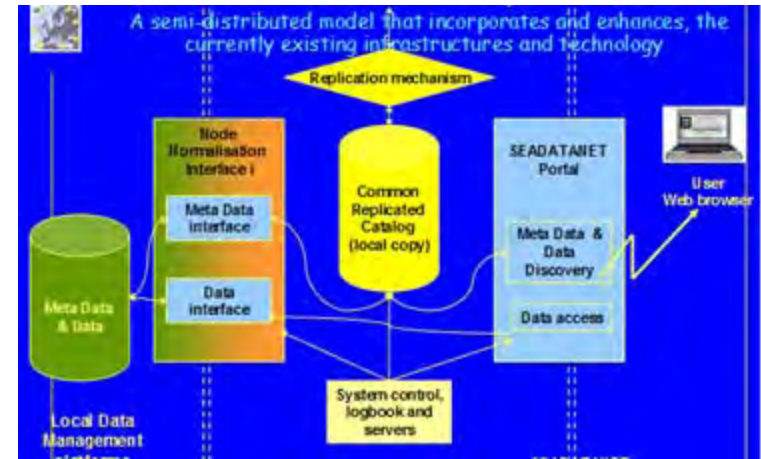 A semi-distributed model that incorporates and enhances, the
currently existing infrastructures and technology
Replication mechanism
Node
Normalisation
Interface i
Meta Data
interface
Data
interface
Common
Replicated
Catalog
(local copy)
SEADATANET
Portal
Meta Data &
Data
Discovery
Data access
User
Web browser
Meta Data
& Data
System control,
logbook and
servers
Local Data
Management